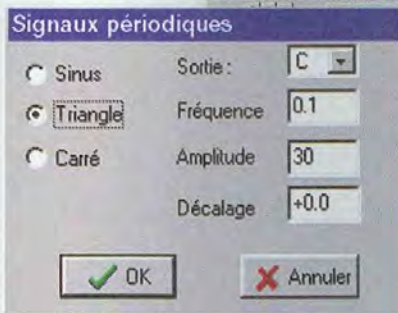 Signaux périodiques
Sinus
Sortie : C
Triangle
Fréquence 0.1
Carré
Amplitude 30
Décalage +0.0
OK
Annuler